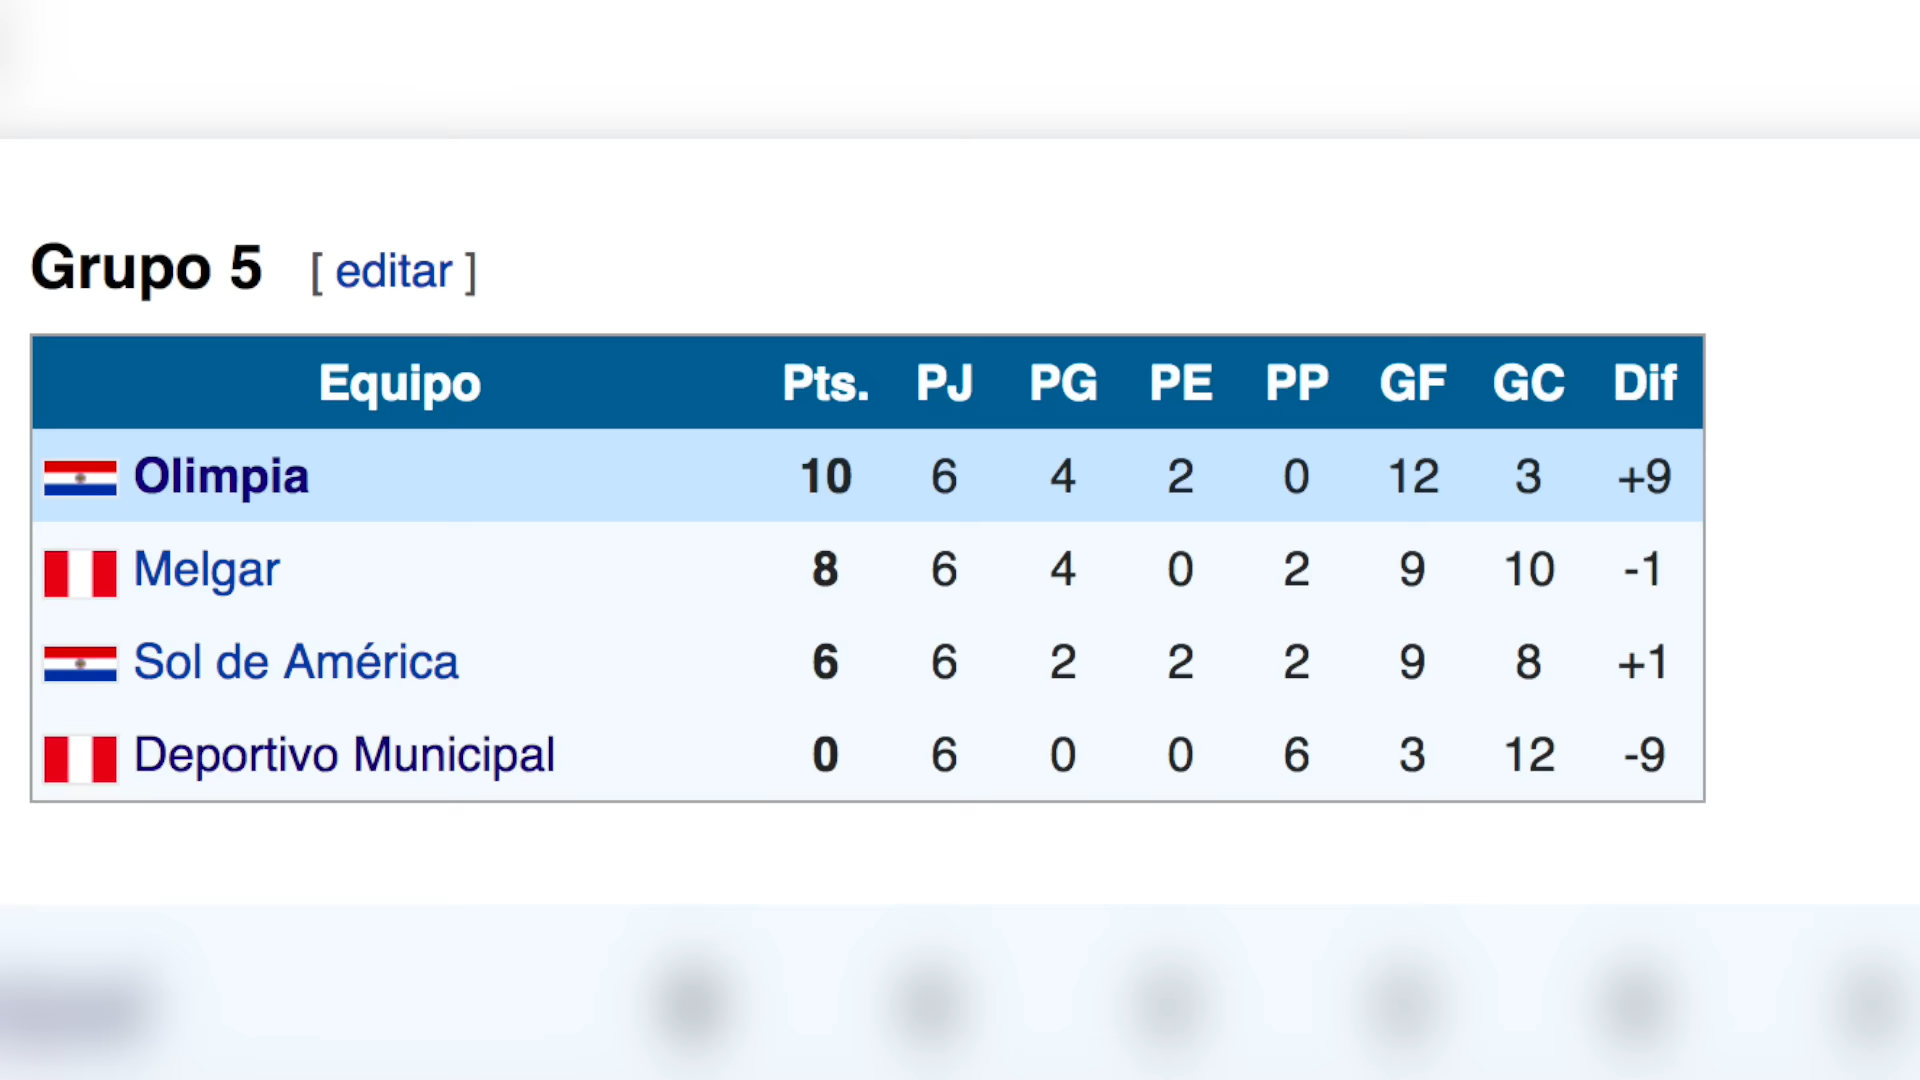 Grupo 5 [ editar ]
Equipo Pts. PJ PG PE PP GF GC Dif
Olimpia 10 6 4 2 0 12 3 +9
Melgar 8 6 4 0 2 9 10 -1
Sol de América 6 6 2 2 2 9 8 +1
Deportivo Municipal 0 6 0 0 6 3 12 -9